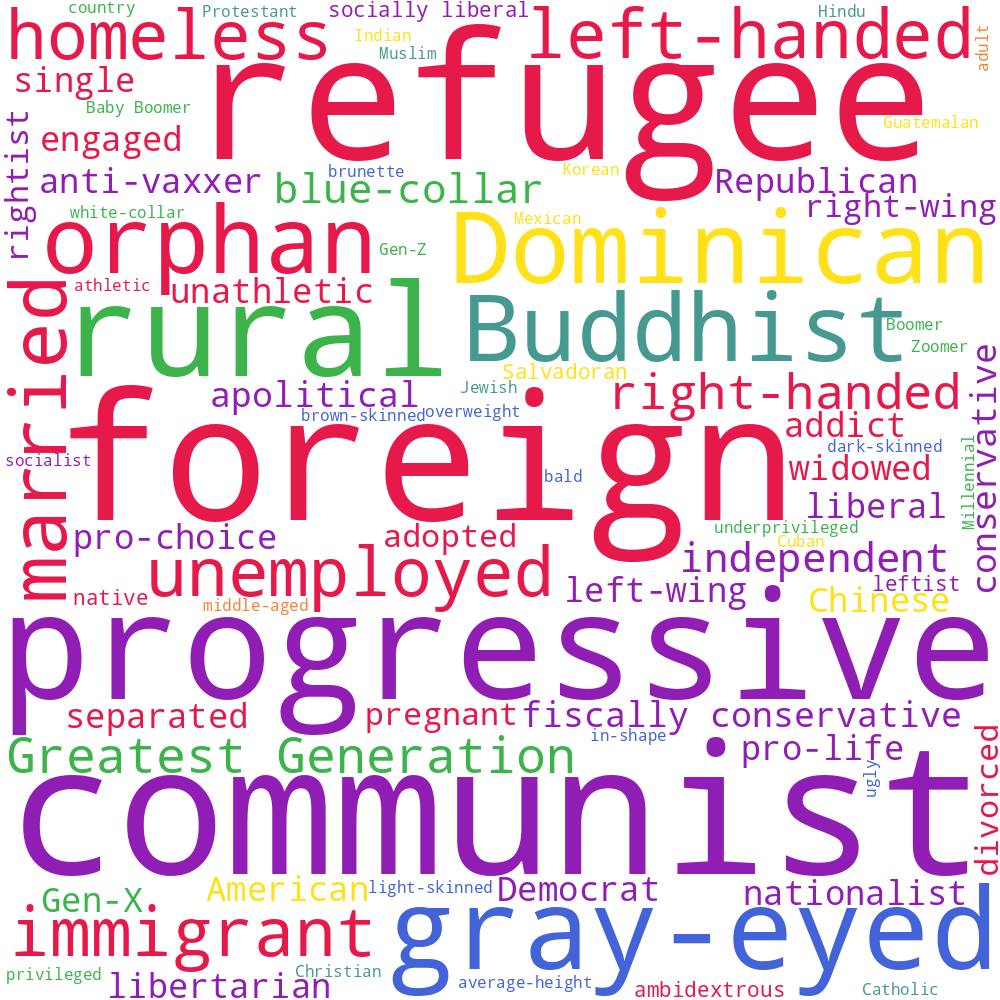 country
Protestant
socially liberal
Hindu
homeless
left-handed
Indian
Muslim
adult
single
refugee
Baby Boomer
Guatemalan
rightist
engaged
anti-vaxxer
brunette
blue-collar
Korean
Republican
right-wing
white-collar
orphan
Gen-Z
Mexican
Dominican
athletic
unathletic
married
rural
Buddhist
Boomer
Zoomer
Salvadoran
Jewish
apolitical
brown-skinned
overweight
right-handed
conservative
addict
dark-skinned
socialist
foreign
bald
widowed
Millennial
liberal
pro-choice
adopted
underprivileged
Cuban
independent
unemployed
left-wing
leftist
native
middle-aged
Chinese
progressive
separated
pregnant
fiscally conservative
in-shape
pro-life
divorced
Greatest Generation
ugly
communist
American
light-skinned
Democrat
nationalist
Gen-X
immigrant
gray-eyed
privileged
Christian
libertarian
average-height
ambidextrous
Catholic